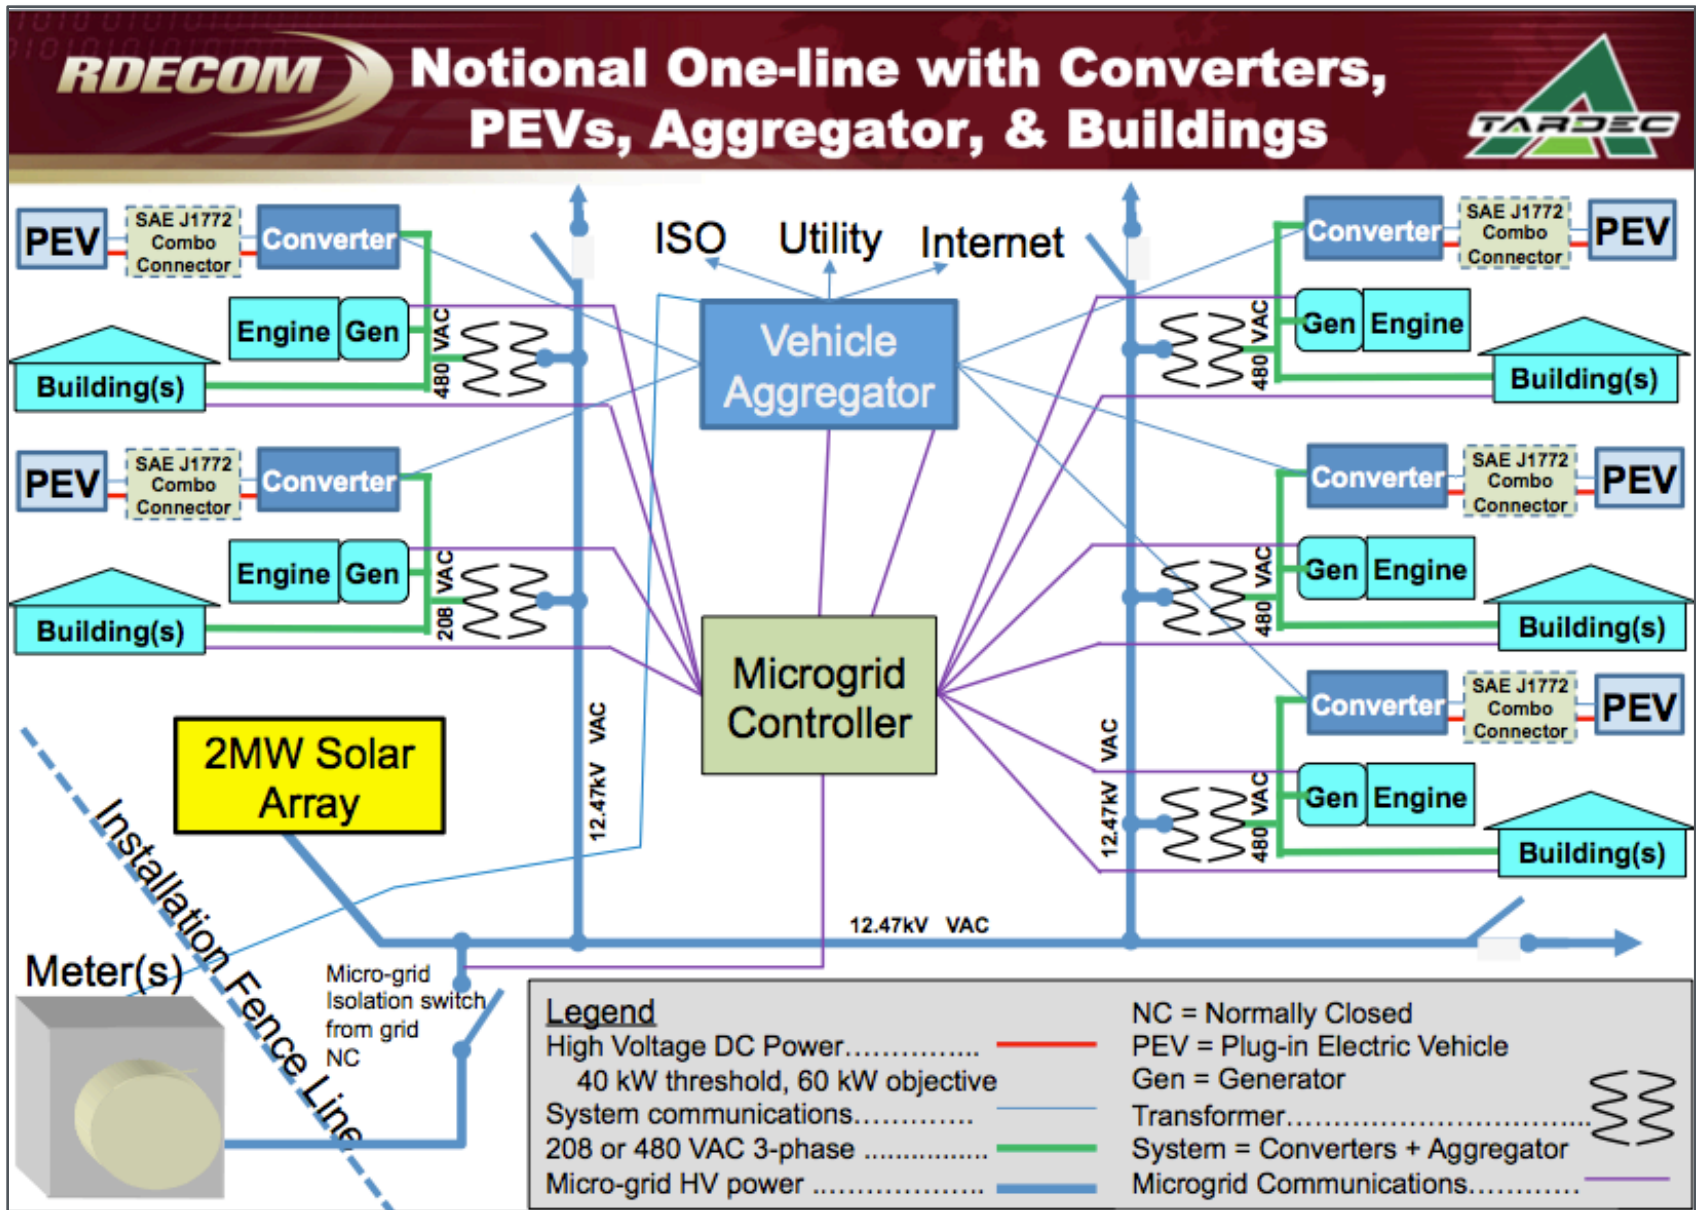 RDECOM
Notional One-line with Converters,
PEVs, Aggregator, & Buildings
TARDEC
PEV
SAE J1772
Combo
Connector
Converter
Engine
Gen
480 VAC
Building(s)
PEV
SAE J1772
Combo
Connector
Converter
Engine
Gen
208 VAC
Building(s)
ISO
Utility
Internet
Vehicle
Aggregator
Microgrid
Controller
Converter
SAE J1772
Combo
Connector
PEV
Gen
Engine
480 VAC
Building(s)
Converter
SAE J1772
Combo
Connector
PEV
Gen
Engine
480 VAC
Building(s)
Converter
SAE J1772
Combo
Connector
PEV
Gen
Engine
480 VAC
Building(s)
12.47kV VAC
12.47kV VAC
12.47kV VAC
2MW Solar
Array
Installation Fence Line
Meter(s)
Micro-grid
Isolation switch
from grid
NC
Legend
High Voltage DC Power...............
40 kW threshold, 60 kW objective
System communications.............
208 or 480 VAC 3-phase .................
Micro-grid HV power ......................
NC = Normally Closed
PEV = Plug-in Electric Vehicle
Gen = Generator
Transformer.................................
System = Converters + Aggregator
Microgrid Communications............